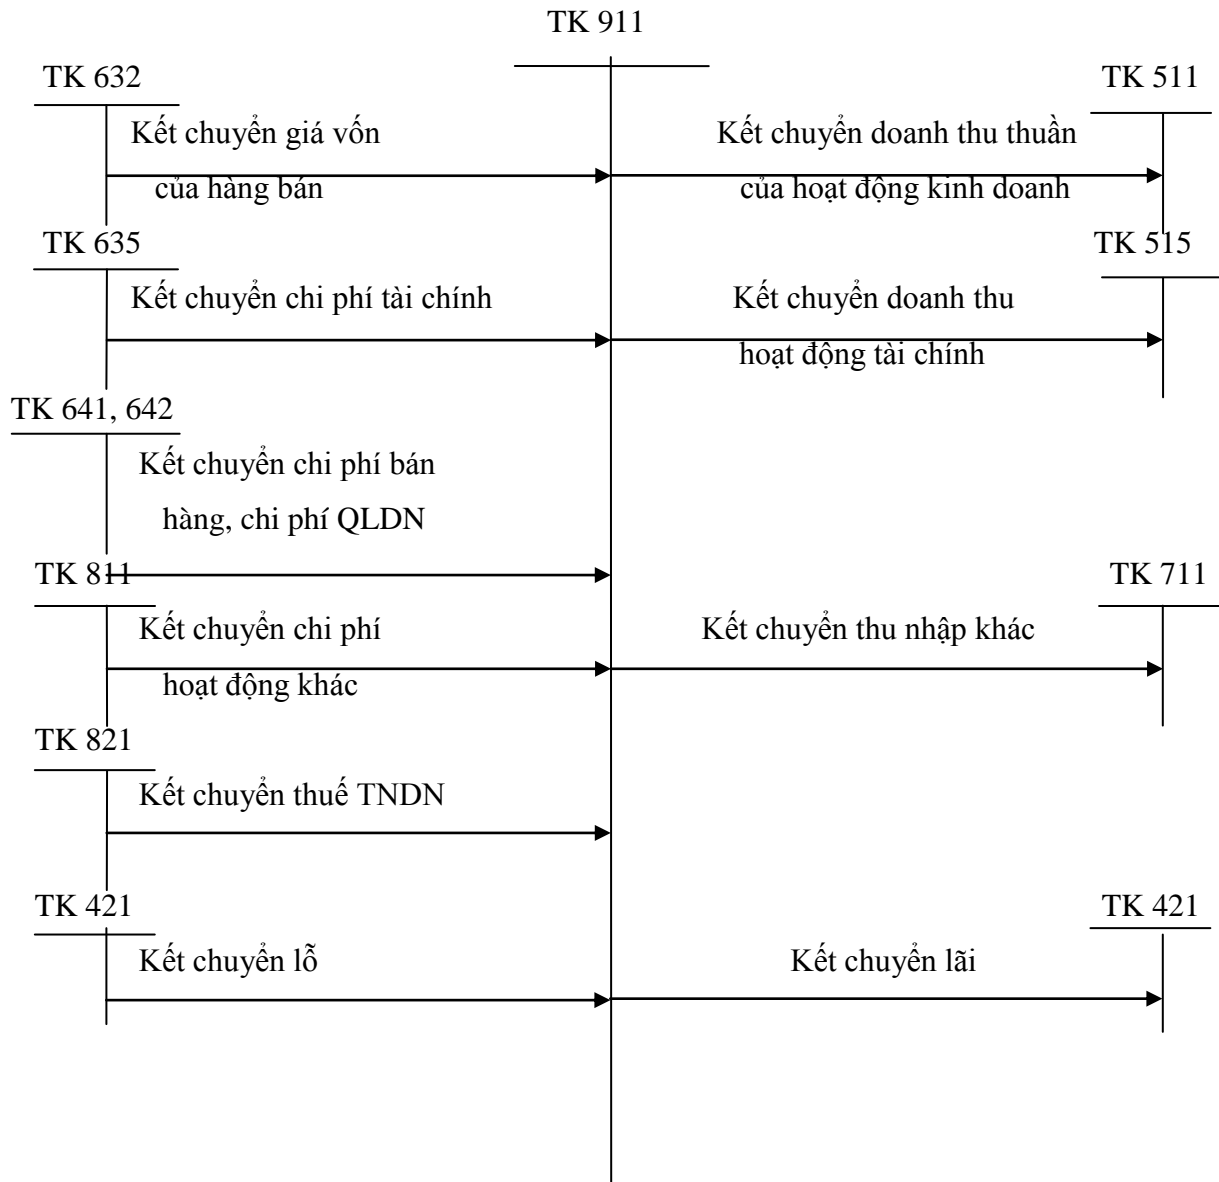 TK 911
TK 632
TK 511
Kết chuyển giá vốn
của hàng bán
Kết chuyển doanh thu thuần
của hoạt động kinh doanh
TK 635
TK 515
Kết chuyển chi phí tài chính
Kết chuyển doanh thu
hoạt động tài chính
TK 641, 642
Kết chuyển chi phí bán
hàng, chi phí QLDN
TK 811
TK 711
Kết chuyển chi phí
hoạt động khác
Kết chuyển thu nhập khác
TK 821
Kết chuyển thuế TNDN
TK 421
TK 421
Kết chuyển lỗ
Kết chuyển lãi